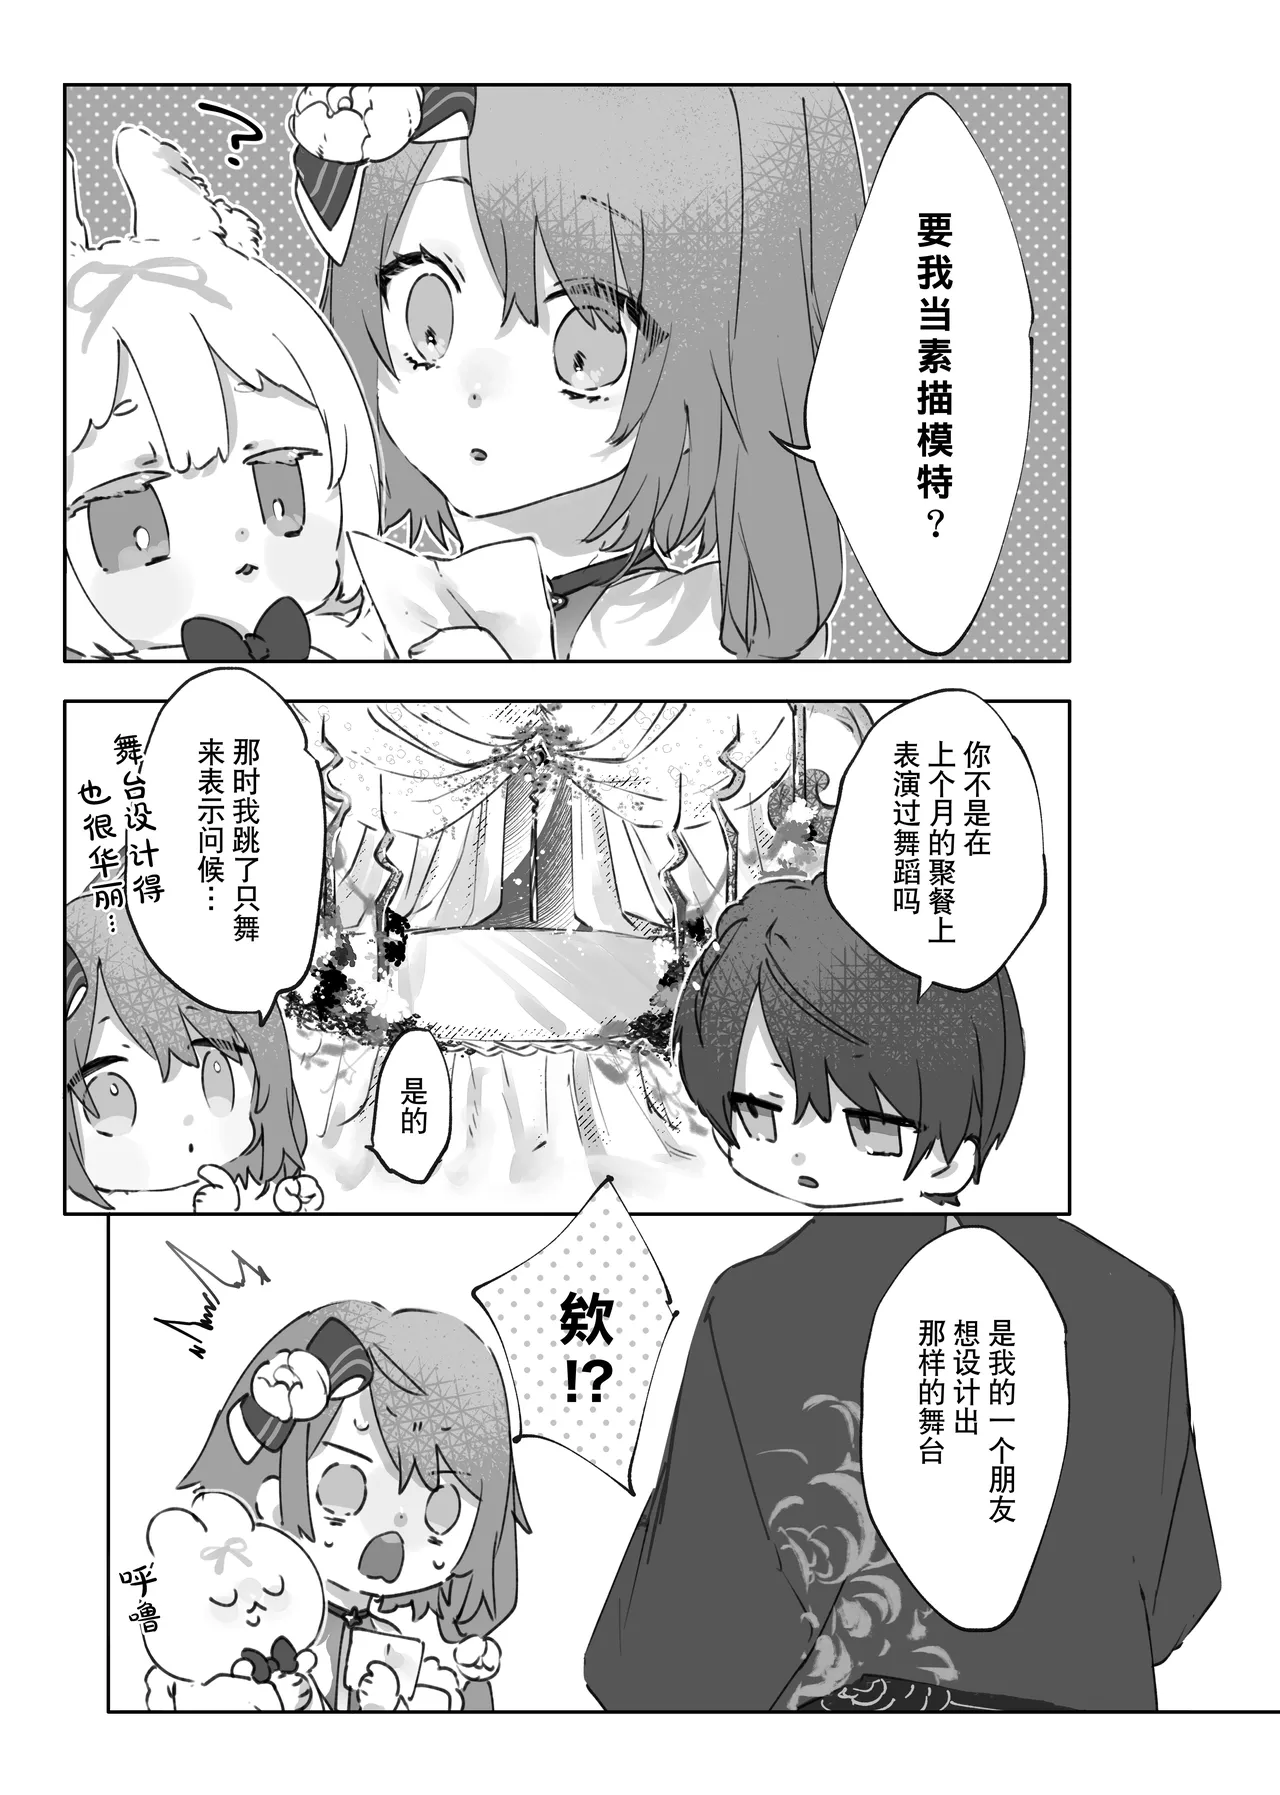 要我当素描模特？
你不是在
上个月的聚餐上
表演过舞蹈吗
那时我跳了只舞
来表示问候…
舞台设计得
也很华丽…
是的
是我的一个朋友
想设计出
那样的舞台
欸!?
呼噜